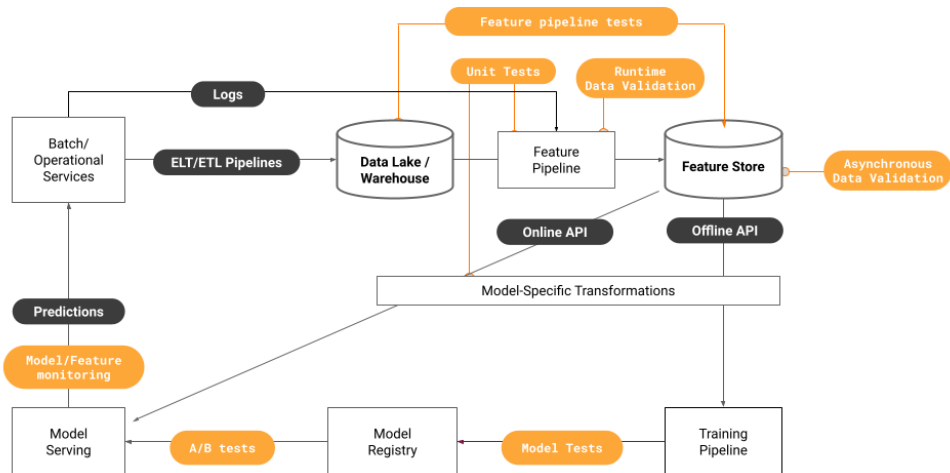 Feature pipeline tests
Unit Tests
Runtime
Data Validation
Logs
Batch/
Operational
Services
ELT/ETL Pipelines
Data Lake /
Warehouse
Feature
Pipeline
Feature Store
Asynchronous
Data Validation
Online API
Offline API
Model-Specific Transformations
Predictions
Model/Feature
monitoring
Model
Serving
A/B tests
Model
Registry
Model Tests
Training
Pipeline